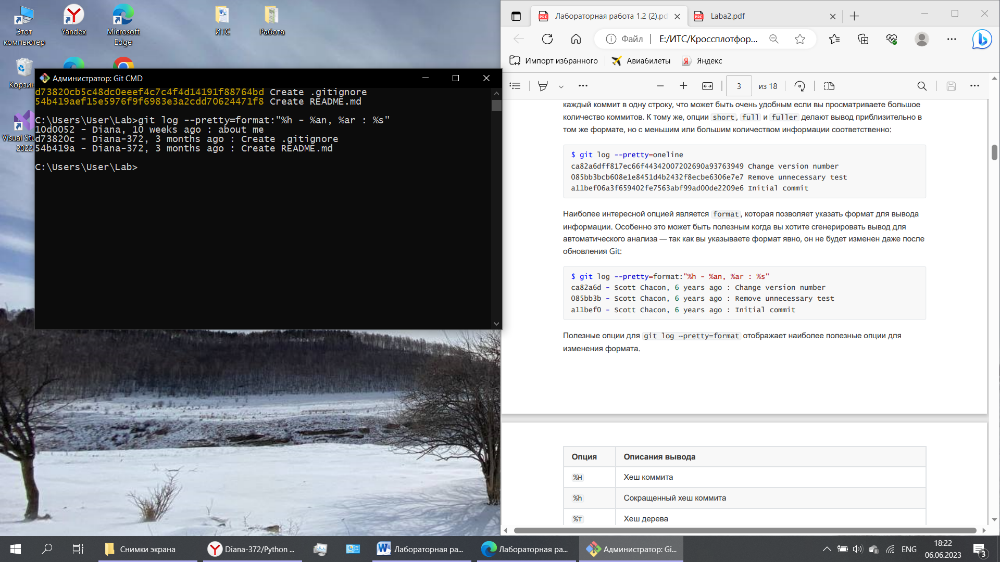 Этот компьютер
Yandex
Microsoft Edge
ИТС
Работа
Visual
2022
Администратор: Git CMD
d73820cb5c48dc0eeef4c7c4f4d14191f88764bd Create .gitignore
54b419aef15e5976f9f6983e3a2cdd70624471f8 Create README.md
C:\Users\User\Lab>git log --pretty=format:"%h - %an, %ar : %s"
10d0052 - Diana, 10 weeks ago : about me
d73820c - Diana-372, 3 months ago : Create .gitignore
54b419a - Diana-372, 3 months ago : Create README.md
C:\Users\User\Lab>
Лабораторная работа 1.2 (2).pd
Laba2.pdf
Файл
E:/ИТС/Кроссплотфор...
Импорт избранного
Авиабилеты
Яндекс
3 из 18
каждый коммит в одну строку, что может быть очень удобным если вы просматриваете большое
количество коммитов. К тому же, опции short, full и fuller делают вывод приблизительно в
том же формате, но с меньшим или большим количеством информации соответственно:
$ git log --pretty=oneline
ca82a6dff817ec66f44342007202690a93763949 Change version number
085bb3bcb608e1e8451d4b2432f8ecbe6306e7e7 Remove unnecessary test
a11bef06a3f659402fe7563abf99ad00de2209e6 Initial commit
Наиболее интересной опцией является format, которая позволяет указать формат для вывода
информации. Особенно это может быть полезным когда вы хотите сгенерировать вывод для
автоматического анализа — так как вы указываете формат явно, он не будет изменен даже после
обновления Git:
$ git log --pretty=format:"%h - %an, %ar : %s"
ca82a6d - Scott Chacon, 6 years ago : Change version number
085bb3b - Scott Chacon, 6 years ago : Remove unnecessary test
a11bef0 - Scott Chacon, 6 years ago : Initial commit
Полезные опции для git log --pretty=format отображает наиболее полезные опции для
изменения формата.
Опция Описания вывода
%H Хеш коммита
%h Сокращенный хеш коммита
%T Хеш дерева
Снимки экрана
Diana-372/Python ...
Лабораторная ра...
Лабораторная ра...
Администратор: Gi...
ENG
18:22
06.06.2023
3